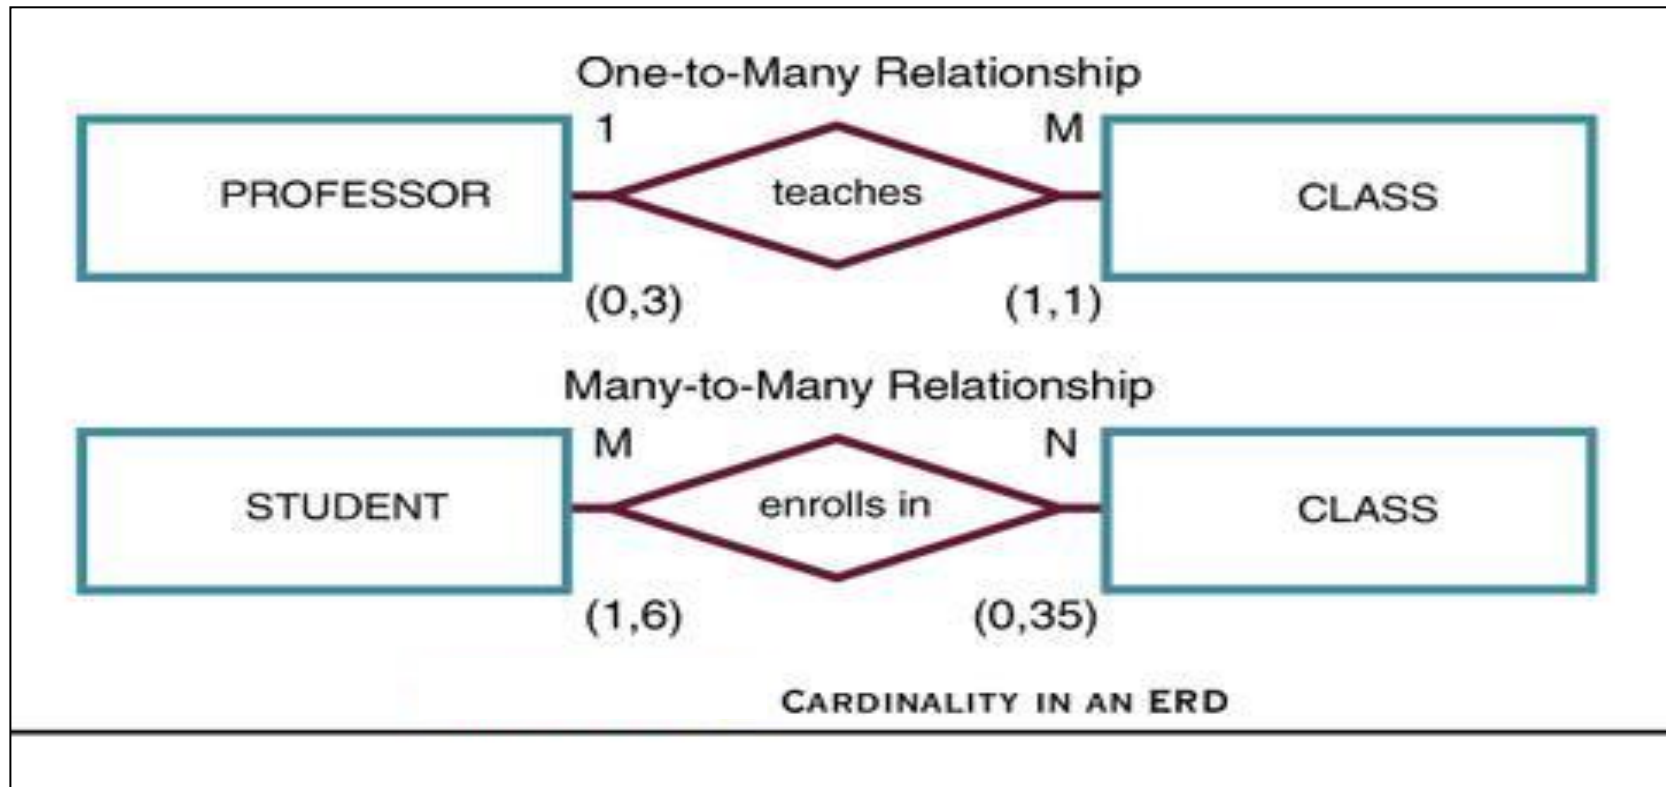 One-to-Many Relationship
1 M
PROFESSOR teaches CLASS
(0,3) (1,1)
Many-to-Many Relationship
M N
STUDENT enrolls in CLASS
(1,6) (0,35)
CARDINALITY IN AN ERD